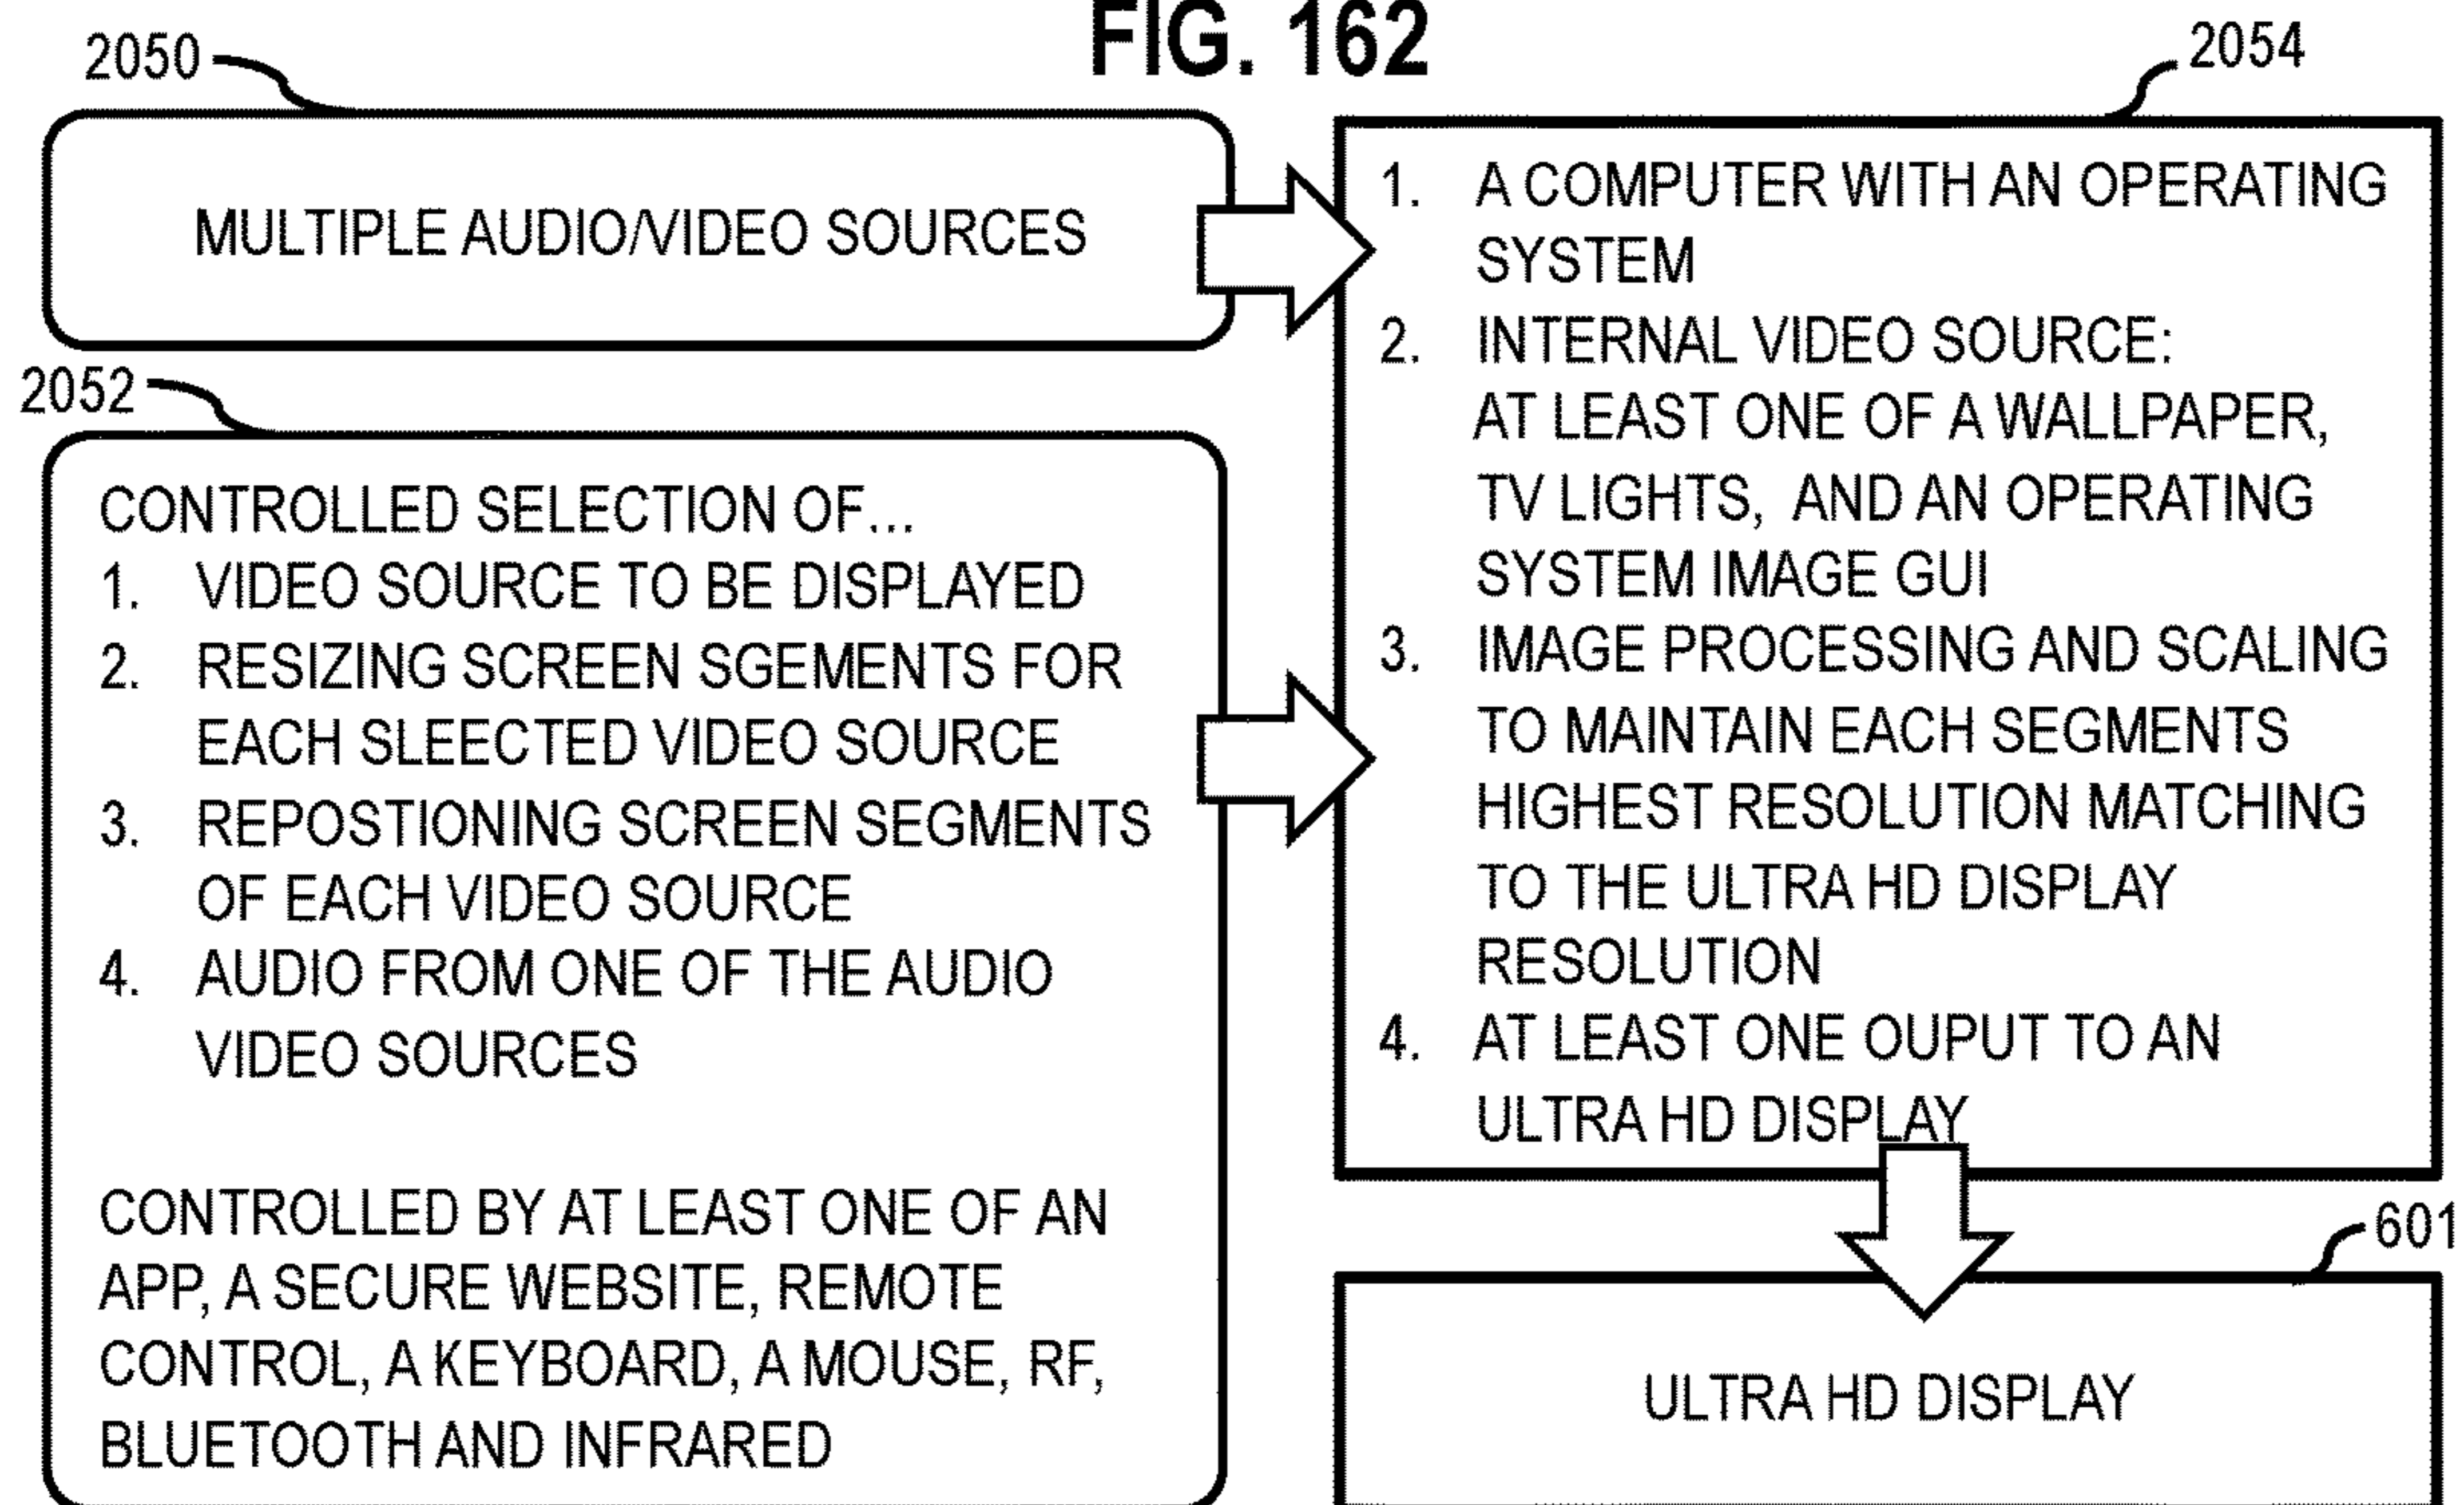 FIG. 162
2050
MULTIPLE AUDIO/VIDEO SOURCES
2052
CONTROLLED SELECTION OF...
1. VIDEO SOURCE TO BE DISPLAYED
2. RESIZING SCREEN SGEMENTS FOR
EACH SLEECTED VIDEO SOURCE
3. REPOSTIONING SCREEN SEGMENTS
OF EACH VIDEO SOURCE
4. AUDIO FROM ONE OF THE AUDIO
VIDEO SOURCES
CONTROLLED BY AT LEAST ONE OF AN
APP, A SECURE WEBSITE, REMOTE
CONTROL, A KEYBOARD, A MOUSE, RF,
BLUETOOTH AND INFRARED
2054
1. A COMPUTER WITH AN OPERATING
SYSTEM
2. INTERNAL VIDEO SOURCE:
AT LEAST ONE OF A WALLPAPER,
TV LIGHTS, AND AN OPERATING
SYSTEM IMAGE GUI
3. IMAGE PROCESSING AND SCALING
TO MAINTAIN EACH SEGMENTS
HIGHEST RESOLUTION MATCHING
TO THE ULTRA HD DISPLAY
RESOLUTION
4. AT LEAST ONE OUPUT TO AN
ULTRA HD DISPLAY
601
ULTRA HD DISPLAY